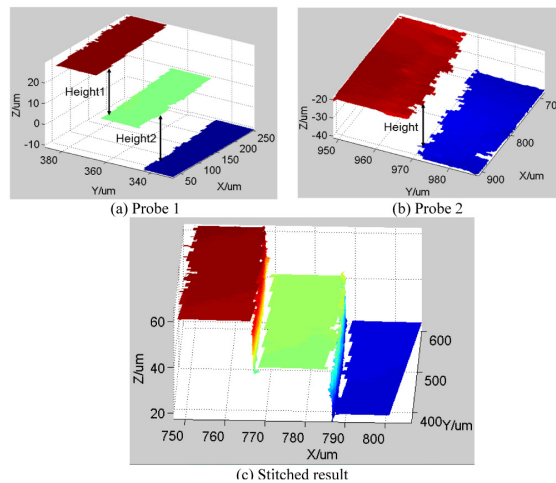 Z/um
20
10
0
-10
Height1
Height2
380
360
340
Y/um
50
100
150
200
250
X/um
(a) Probe 1
Z/um
-20
-30
-40
Height
950
960
970
980
990
Y/um
70
800
900
X/um
(b) Probe 2
Z/um
60
40
20
750
760
770
780
790
800
X/um
600
500
400
Y/um
(c) Stitched result